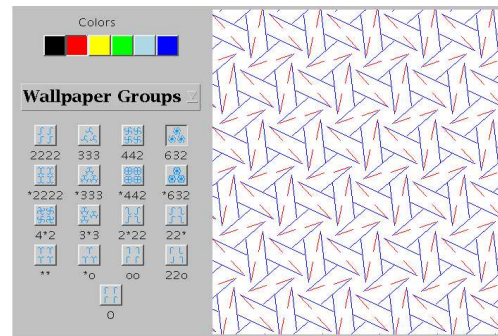 Colors
Wallpaper Groups
2222 333 442 632
*2222 *333 *442 *632
4*2 3*3 2*22 22*
** *o oo 22o
o